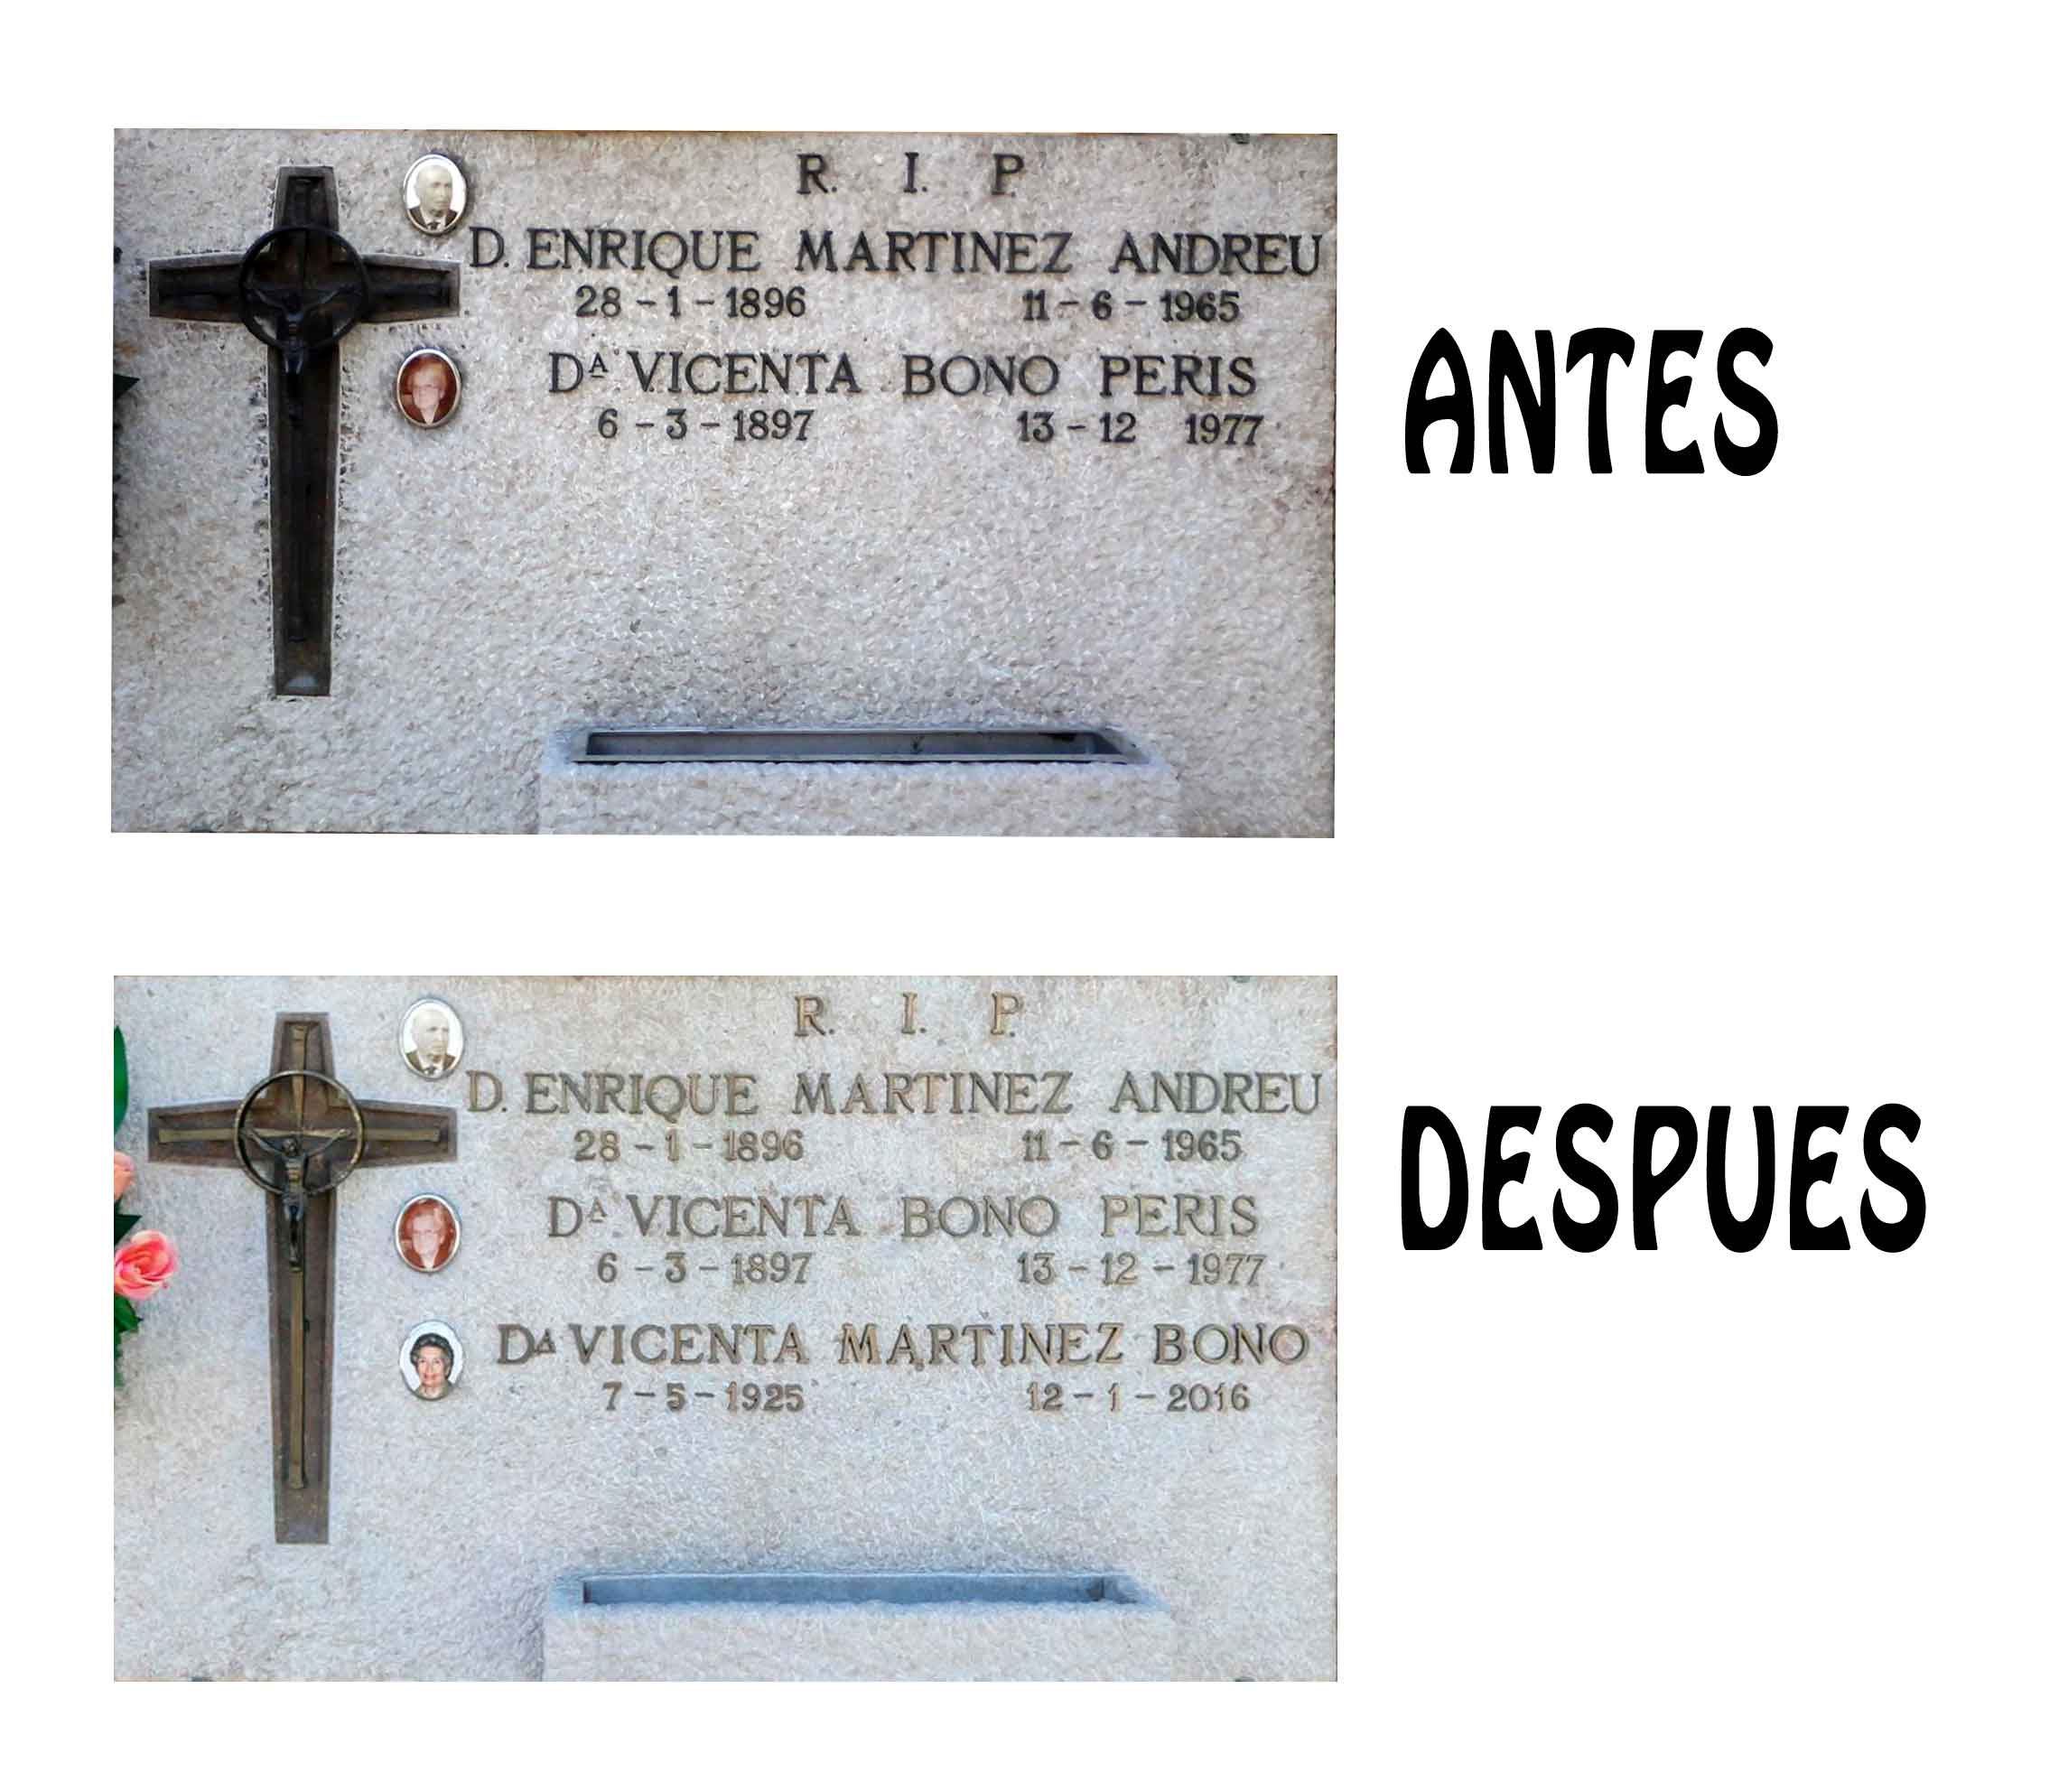 R. I. P.
D. ENRIQUE MARTINEZ ANDREU
28 - 1 - 1896 11 - 6 - 1965
Dª. VICENTA BONO PERIS
6 - 3 - 1897 13 - 12 1977
ANTES
R. I. P.
D. ENRIQUE MARTINEZ ANDREU
28 - 1 - 1896 11 - 6 - 1965
Dª. VICENTA BONO PERIS
6 - 3 - 1897 13 - 12 - 1977
Dª VICENTA MARTINEZ BONO
7 - 5 - 1925 12 - 1 - 2016
DESPUES